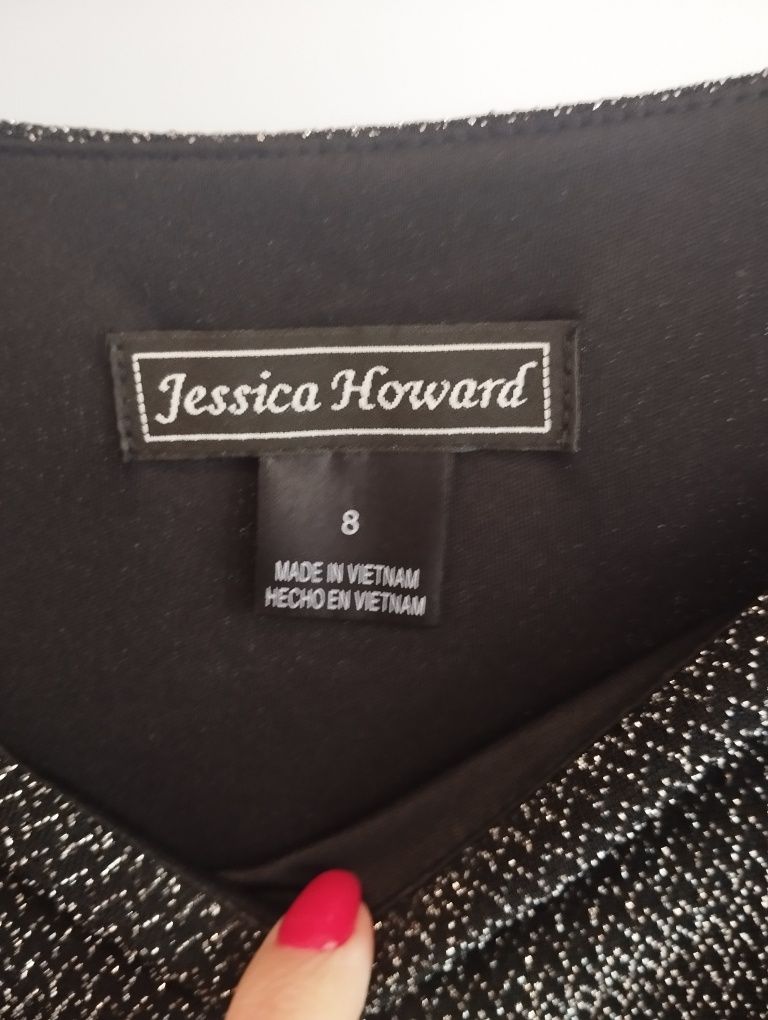 Jessica Howard
8
MADE IN VIETNAM
HECHO EN VIETNAM